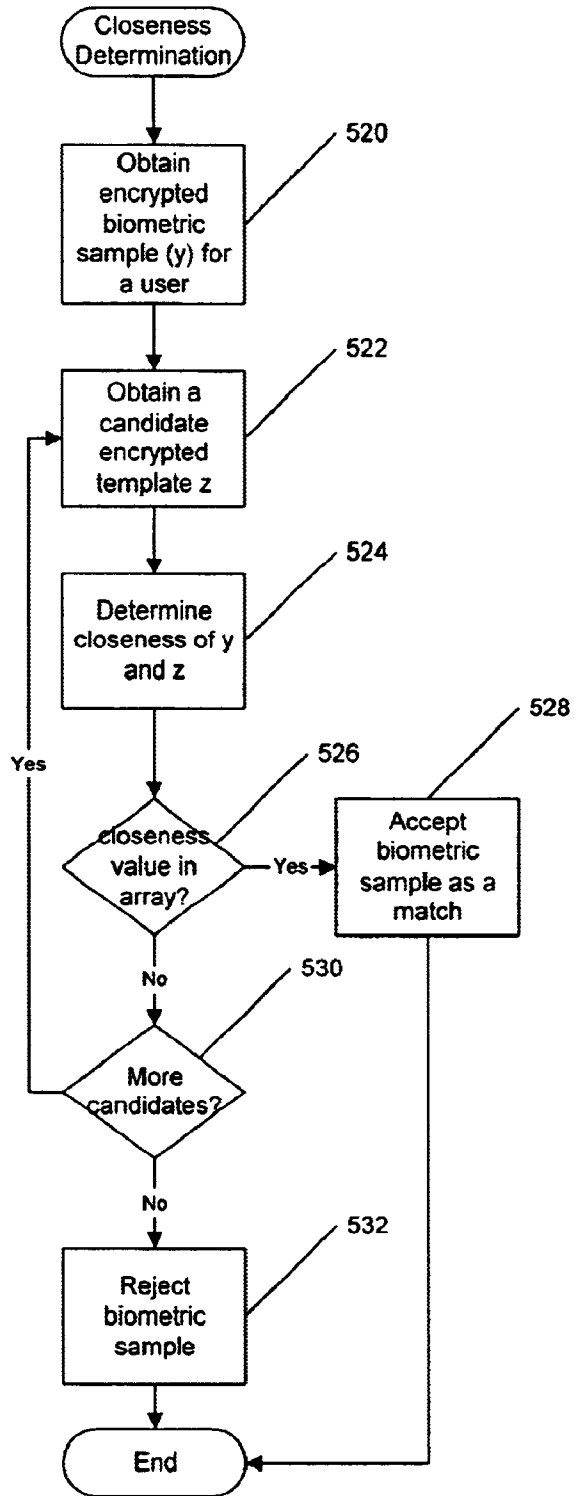 Closeness
Determination
520
Obtain
encrypted
biometric
sample (y) for
a user
522
Obtain a
candidate
encrypted
template z
524
Determine
closeness of y
and z
Yes
526
closeness
value in
array?
Yes
528
Accept
biometric
sample as a
match
No
530
More
candidates?
No
532
Reject
biometric
sample
End